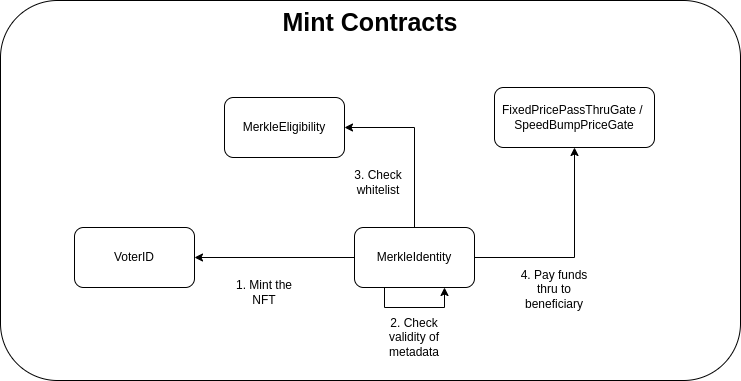 Mint Contracts
MerkleEligibility
FixedPricePassThruGate /
SpeedBumpPriceGate
3. Check
whitelist
VoterID
MerkleIdentity
1. Mint the
NFT
4. Pay funds
thru to
beneficiary
2. Check
validity of
metadata